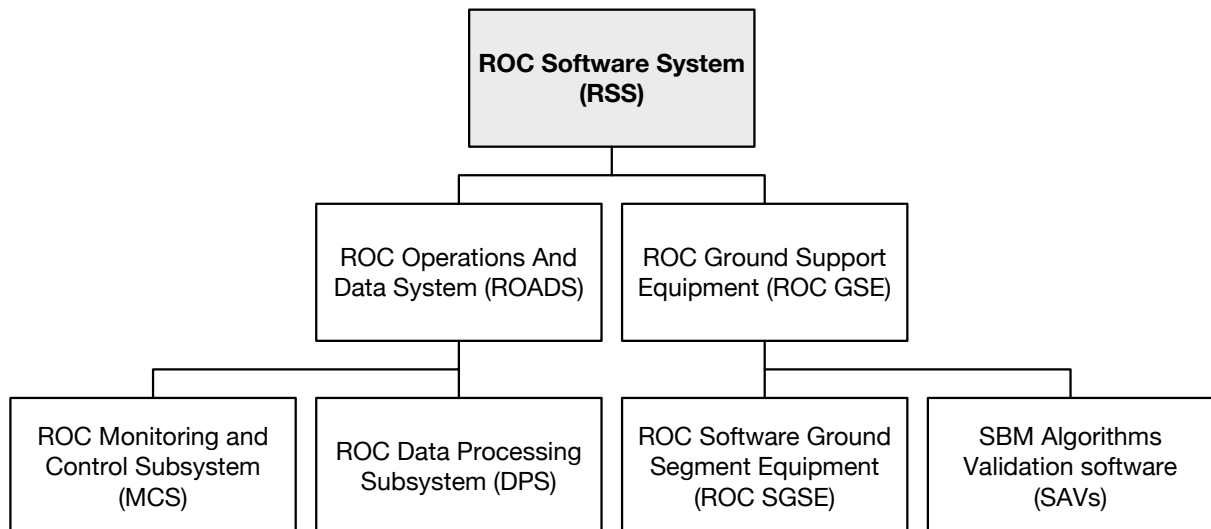 ROC Software System
(RSS)
ROC Operations And
Data System (ROADS)
ROC Ground Support
Equipment (ROC GSE)
ROC Monitoring and
Control Subsystem
(MCS)
ROC Data Processing
Subsystem (DPS)
ROC Software Ground
Segment Equipment
(ROC SGSE)
SBM Algorithms
Validation software
(SAVs)